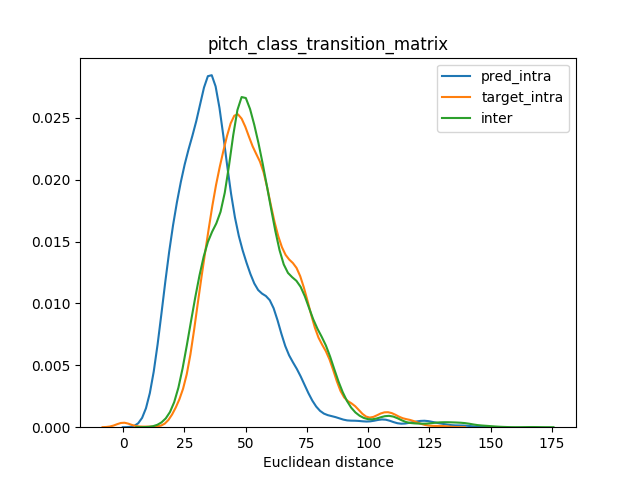 pitch_class_transition_matrix
pred_intra
target_intra
inter
0.025
0.020
0.015
0.010
0.005
0.000
0 25 50 75 100 125 150 175
Euclidean distance